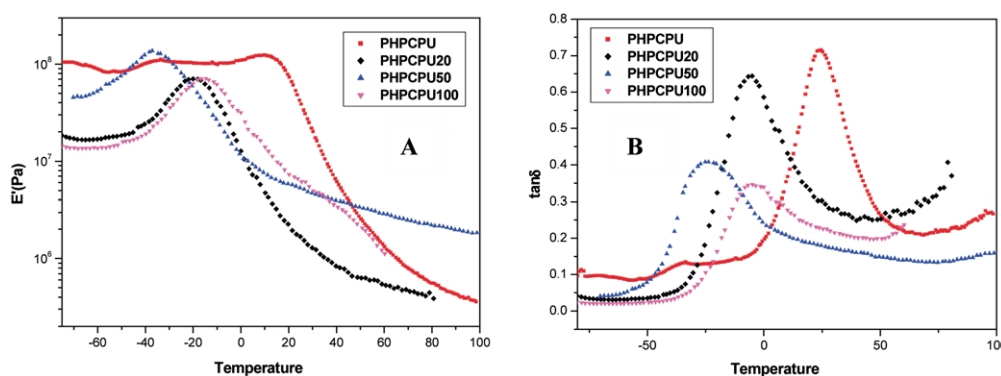 PHPCPU
PHPCPU20
PHPCPU50
PHPCPU100
A
10⁸
10⁷
10⁶
E'(Pa)
-60 -40 -20 0 20 40 60 80 100
Temperature
PHPCPU
PHPCPU20
PHPCPU50
PHPCPU100
B
0.8
0.7
0.6
0.5
0.4
0.3
0.2
0.1
0.0
tanδ
-50 0 50 10
Temperature